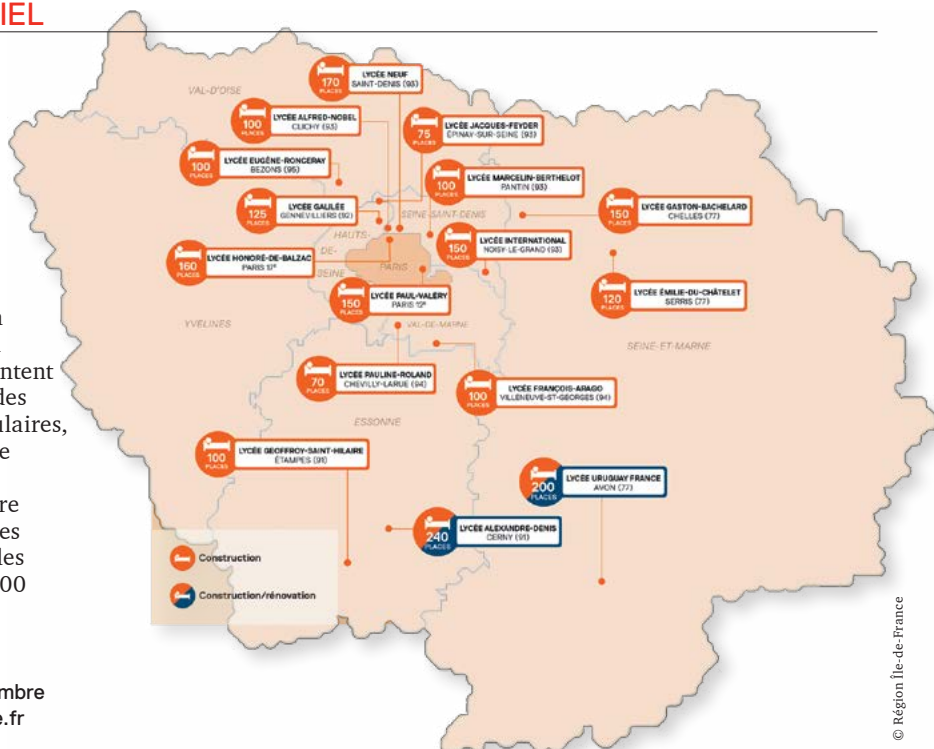 IEL
VAL-D'OISE
170
PLACES
LYCÉE NEUF
SAINT-DENIS (93)
100
PLACES
LYCÉE ALFRED-NOBEL
CLICHY (93)
75
PLACES
LYCÉE JACQUES-FEYDER
ÉPINAY-SUR-SEINE (93)
100
PLACES
LYCÉE EUGÈNE-RONCERAY
BEZONS (95)
100
PLACES
LYCÉE MARCELIN-BERTHELOT
PANTIN (93)
125
PLACES
LYCÉE GALILÉE
GENNEVILLIERS (92)
SEINE-SAINT-DENIS
150
PLACES
LYCÉE GASTON-BACHELARD
CHELLES (77)
HAUTS-
DE-
SEINE
PARIS
150
PLACES
LYCÉE INTERNATIONAL
NOISY-LE-GRAND (93)
160
PLACES
LYCÉE HONORÉ-DE-BALZAC
PARIS 17e
150
PLACES
LYCÉE PAUL-VALÉRY
PARIS 12e
120
PLACES
LYCÉE ÉMILIE-DU-CHÂTELET
SERRIS (77)
YVELINES
VAL-DE-MARNE
SEINE-ET-MARNE
70
PLACES
LYCÉE PAULINE-ROLAND
CHEVILLY-LARUE (94)
100
PLACES
LYCÉE FRANÇOIS-ARAGO
VILLENEUVE-ST-GEORGES (94)
ESSONNE
100
PLACES
LYCÉE GEOFFROY-SAINT-HILAIRE
ÉTAMPES (91)
200
PLACES
LYCÉE URUGUAY FRANCE
AVON (77)
240
PLACES
LYCÉE ALEXANDRE-DENIS
CERNY (91)
Construction
Construction/rénovation
ntent
des
ulaires,
e
re
es
les
00
mbre
e.fr
© Région Île-de-France